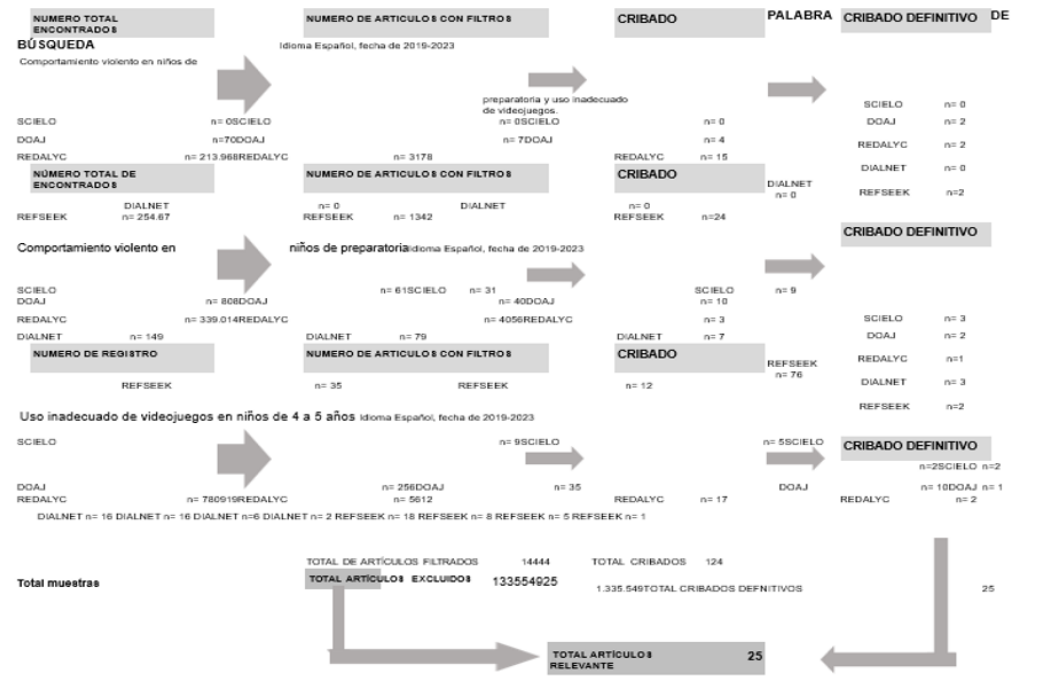 NUMERO TOTAL ENCONTRADOS NUMERO DE ARTICULOS CON FILTROS CRIBADO PALABRA CRIBADO DEFINITIVO DE
BÚSQUEDA Idioma Español, fecha de 2019-2023
Comportamiento violento en niños de
preparatoria y uso inadecuado
de videojuegos.
SCIELO n= 0SCIELO n= 0SCIELO n= 0
DOAJ n=70DOAJ n= 7DOAJ n= 4
REDALYC n= 213.968REDALYC n= 3178 REDALYC n= 15
SCIELO n= 0
DOAJ n= 2
REDALYC n= 2
DIALNET n= 0
REFSEEK n=2
NÚMERO TOTAL DE ENCONTRADOS NUMERO DE ARTICULOS CON FILTROS CRIBADO
DIALNET
n= 0
DIALNET n= 0 DIALNET n= 0
REFSEEK n= 254.67 REFSEEK n= 1342 REFSEEK n=24
CRIBADO DEFINITIVO
Comportamiento violento en niños de preparatoriaIdioma Español, fecha de 2019-2023
SCIELO n= 61SCIELO n= 31 SCIELO n= 9
DOAJ n= 808DOAJ n= 40DOAJ n= 10
REDALYC n= 339.014REDALYC n= 4056REDALYC n= 3
DIALNET n= 149 DIALNET n= 79 DIALNET n= 7
SCIELO n= 3
DOAJ n= 2
REDALYC n=1
DIALNET n= 3
REFSEEK n=2
NUMERO DE REGISTRO NUMERO DE ARTICULOS CON FILTROS CRIBADO
REFSEEK
n= 76
REFSEEK n= 35 REFSEEK n= 12
Uso inadecuado de videojuegos en niños de 4 a 5 años Idioma Español, fecha de 2019-2023
SCIELO n= 9SCIELO n= 5SCIELO
CRIBADO DEFINITIVO
n=2SCIELO n=2
DOAJ n= 256DOAJ n= 35 DOAJ n= 10DOAJ n= 1
REDALYC n= 780919REDALYC n= 5612 REDALYC n= 17 REDALYC n= 2
DIALNET n= 16 DIALNET n= 16 DIALNET n=6 DIALNET n= 2 REFSEEK n= 18 REFSEEK n= 8 REFSEEK n= 5 REFSEEK n= 1
TOTAL DE ARTÍCULOS FILTRADOS 14444 TOTAL CRIBADOS 124
Total muestras TOTAL ARTÍCULOS EXCLUIDOS 133554925 1.335.549TOTAL CRIBADOS DEFNITIVOS 25
TOTAL ARTÍCULOS RELEVANTE 25